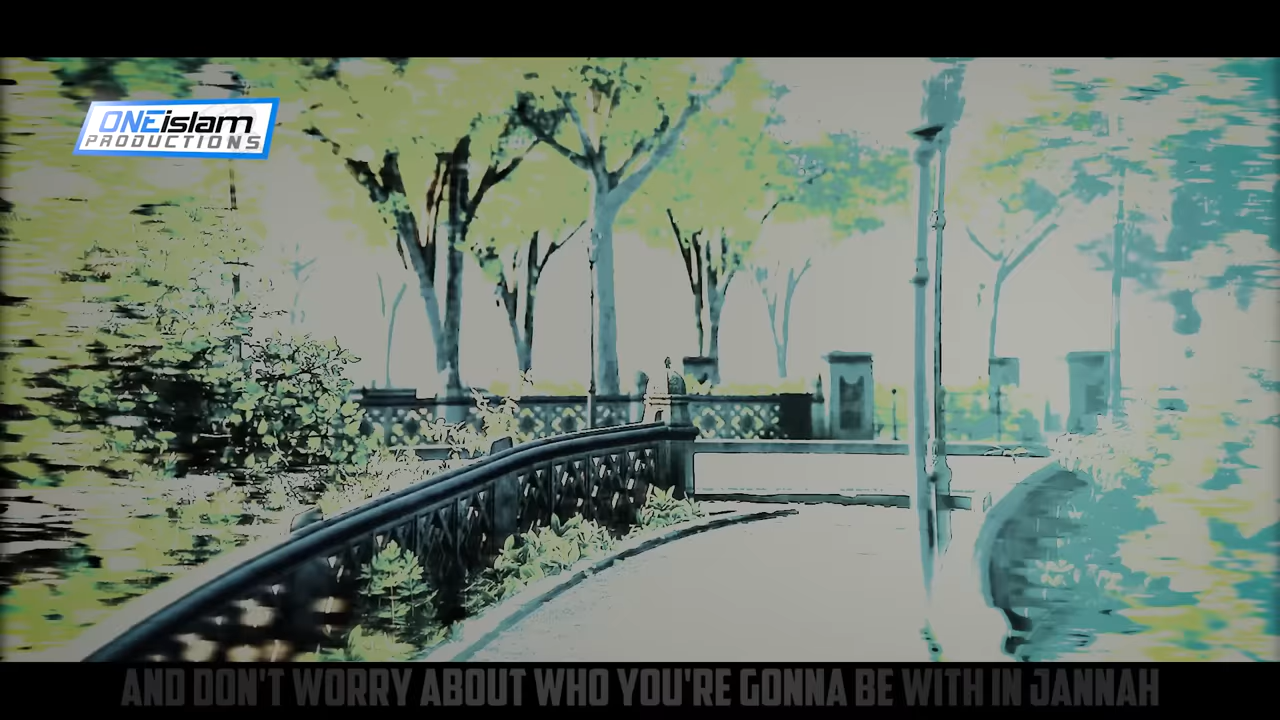 ONEislam
PRODUCTIONS
AND DON'T WORRY ABOUT WHO YOU'RE GONNA BE WITH IN JANNAH